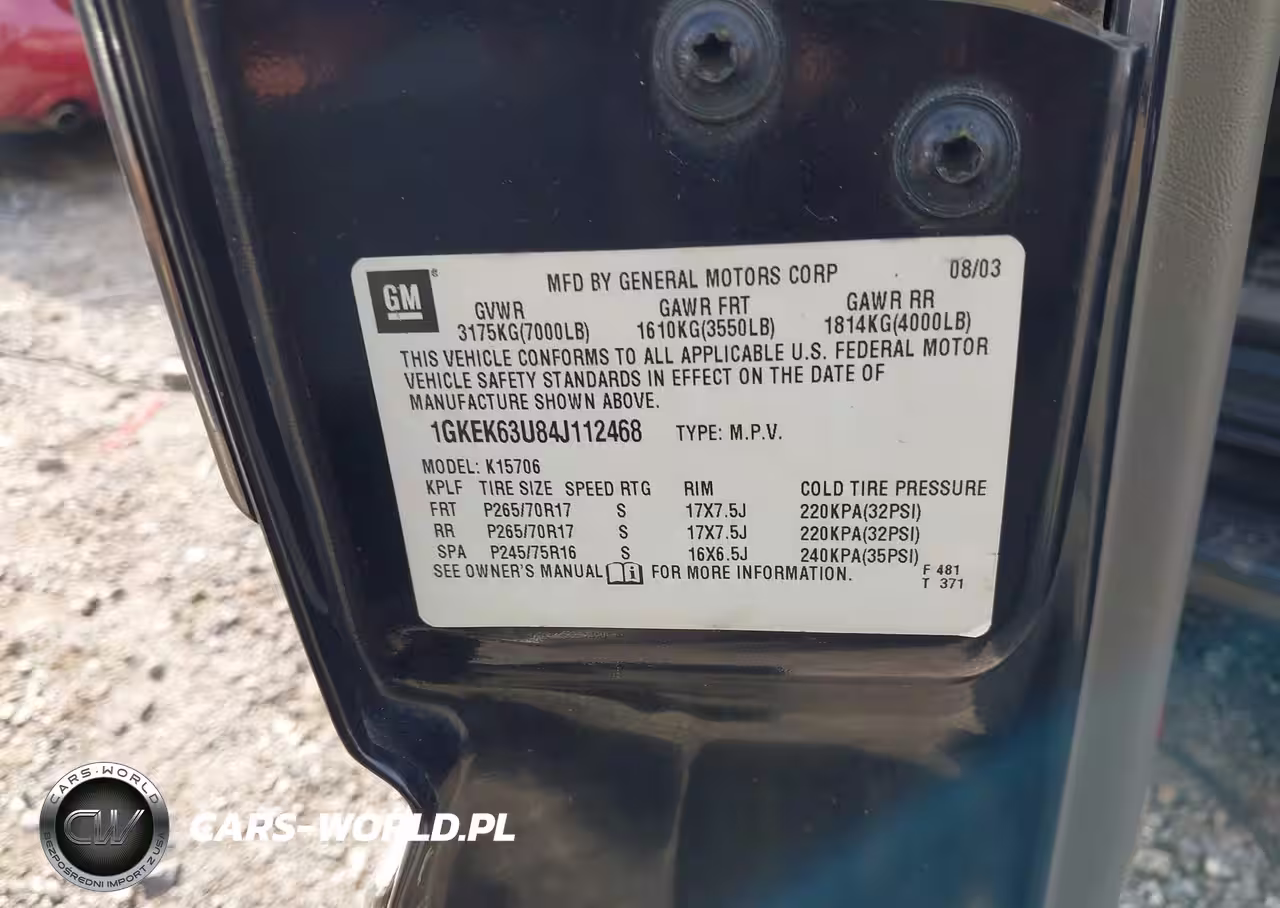 GM ®
MFD BY GENERAL MOTORS CORP 08/03
GVWR GAWR FRT GAWR RR
3175KG(7000LB) 1610KG(3550LB) 1814KG(4000LB)
THIS VEHICLE CONFORMS TO ALL APPLICABLE U.S. FEDERAL MOTOR
VEHICLE SAFETY STANDARDS IN EFFECT ON THE DATE OF
MANUFACTURE SHOWN ABOVE.
1GKEK63U84J112468 TYPE: M.P.V.
MODEL: K15706
KPLF TIRE SIZE SPEED RTG RIM COLD TIRE PRESSURE
FRT P265/70R17 S 17X7.5J 220KPA(32PSI)
RR P265/70R17 S 17X7.5J 220KPA(32PSI)
SPA P245/75R16 S 16X6.5J 240KPA(35PSI)
SEE OWNER'S MANUAL i FOR MORE INFORMATION.
F 481
T 371
CARS-WORLD
CW
BEZPOŚREDNI IMPORT Z USA
CARS-WORLD.PL